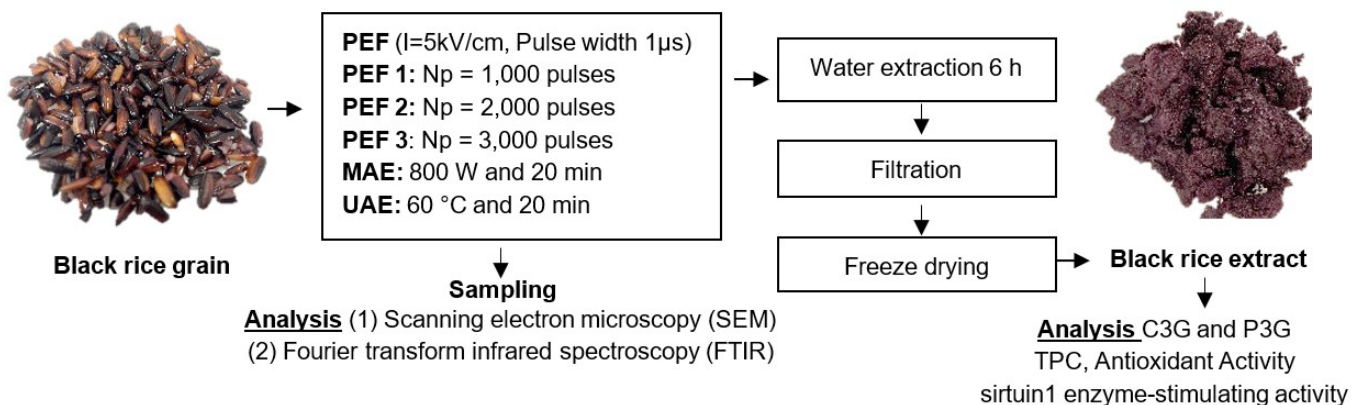 Black rice grain
PEF (I=5kV/cm, Pulse width 1µs)
PEF 1: Np = 1,000 pulses
PEF 2: Np = 2,000 pulses
PEF 3: Np = 3,000 pulses
MAE: 800 W and 20 min
UAE: 60 °C and 20 min
Sampling
Analysis (1) Scanning electron microscopy (SEM)
(2) Fourier transform infrared spectroscopy (FTIR)
Water extraction 6 h
Filtration
Freeze drying
Black rice extract
Analysis C3G and P3G
TPC, Antioxidant Activity
sirtuin1 enzyme-stimulating activity